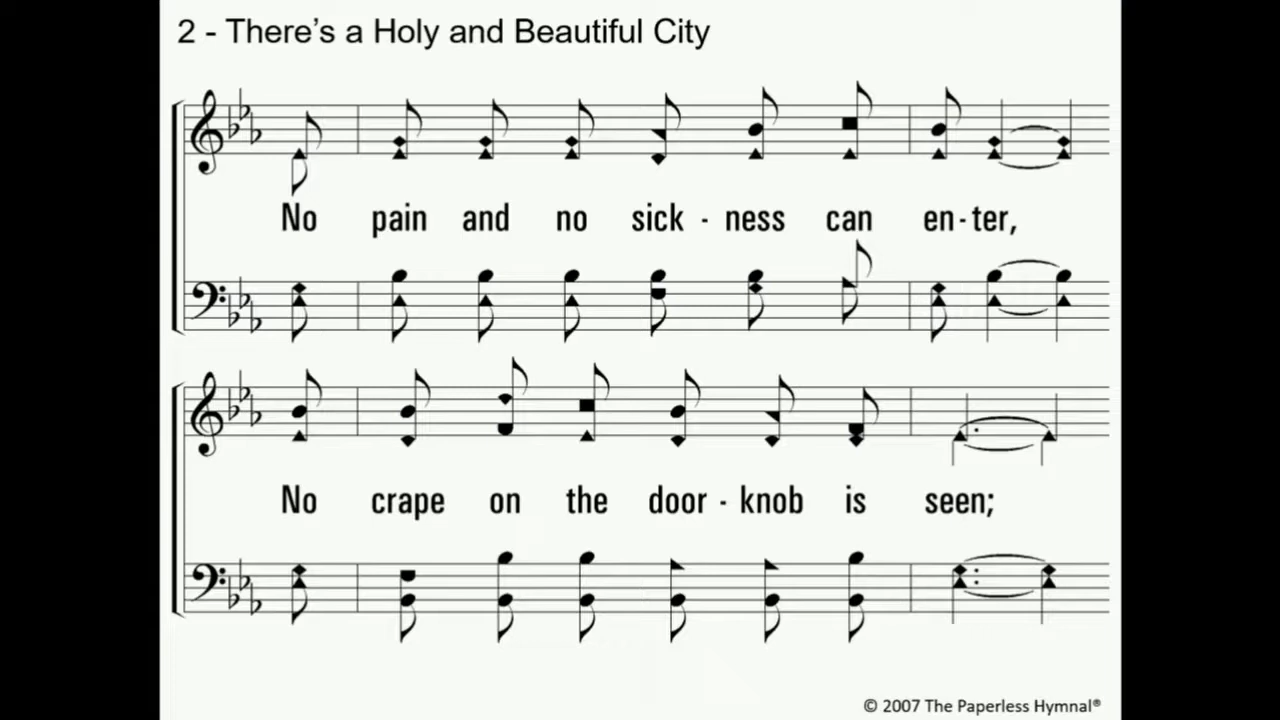 2 - There's a Holy and Beautiful City
No pain and no sick - ness can en - ter,
No crape on the door - knob is seen;
© 2007 The Paperless Hymnal®